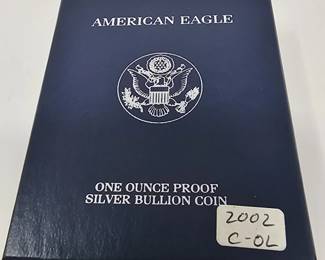 AMERICAN EAGLE
ONE OUNCE PROOF
SILVER BULLION COIN
2002
C-OL